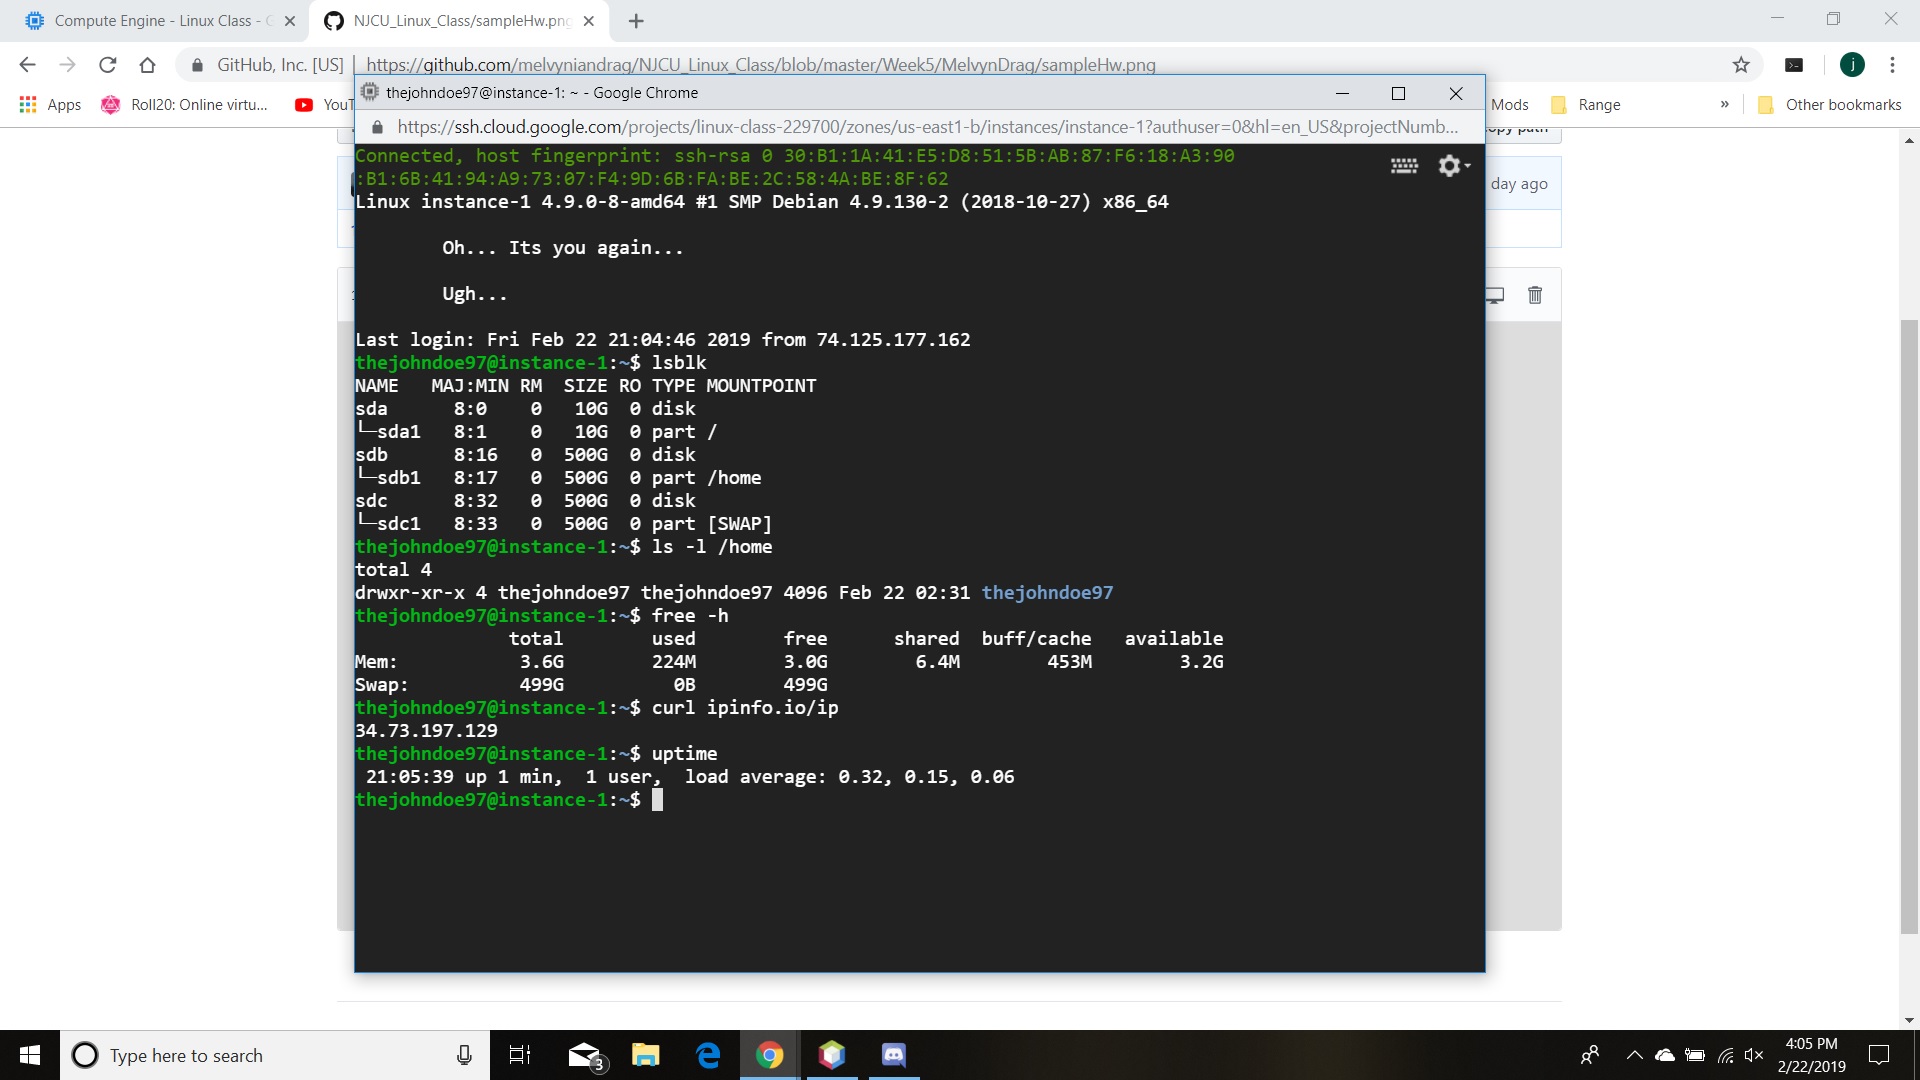 Compute Engine - Linux Class - 
NJCU_Linux_Class/sampleHw.png
GitHub, Inc. [US] | https://github.com/melvyniandrag/NJCU_Linux_Class/blob/master/Week5/MelvynDrag/sampleHw.png
j
Apps Roll20: Online virtu... Mods Range » Other bookmarks
thejohndoe97@instance-1: ~ - Google Chrome
https://ssh.cloud.google.com/projects/linux-class-229700/zones/us-east1-b/instances/instance-1?authuser=0&hl=en_US&projectNumb...
day ago
Connected, host fingerprint: ssh-rsa 0 30:B1:1A:41:E5:D8:51:5B:AB:87:F6:18:A3:90
:B1:6B:41:94:A9:73:07:F4:9D:6B:FA:BE:2C:58:4A:BE:8F:62
Linux instance-1 4.9.0-8-amd64 #1 SMP Debian 4.9.130-2 (2018-10-27) x86_64
Oh... Its you again...
Ugh...
Last login: Fri Feb 22 21:04:46 2019 from 74.125.177.162
thejohndoe97@instance-1:~$ lsblk
NAME   MAJ:MIN RM  SIZE RO TYPE MOUNTPOINT
sda      8:0    0   10G  0 disk
└─sda1   8:1    0   10G  0 part /
sdb      8:16   0  500G  0 disk
└─sdb1   8:17   0  500G  0 part /home
sdc      8:32   0  500G  0 disk
└─sdc1   8:33   0  500G  0 part [SWAP]
thejohndoe97@instance-1:~$ ls -l /home
total 4
drwxr-xr-x 4 thejohndoe97 thejohndoe97 4096 Feb 22 02:31 thejohndoe97
thejohndoe97@instance-1:~$ free -h
              total        used        free      shared  buff/cache   available
Mem:           3.6G        224M        3.0G        6.4M        453M        3.2G
Swap:          499G          0B        499G
thejohndoe97@instance-1:~$ curl ipinfo.io/ip
34.73.197.129
thejohndoe97@instance-1:~$ uptime
 21:05:39 up 1 min,  1 user,  load average: 0.32, 0.15, 0.06
thejohndoe97@instance-1:~$
Type here to search
3
4:05 PM
2/22/2019